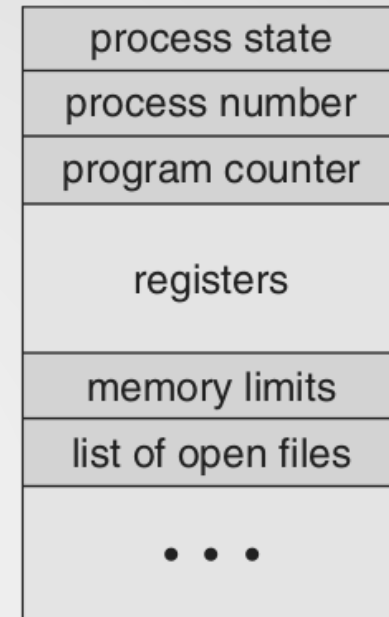 process state
process number
program counter
registers
memory limits
list of open files
• • •